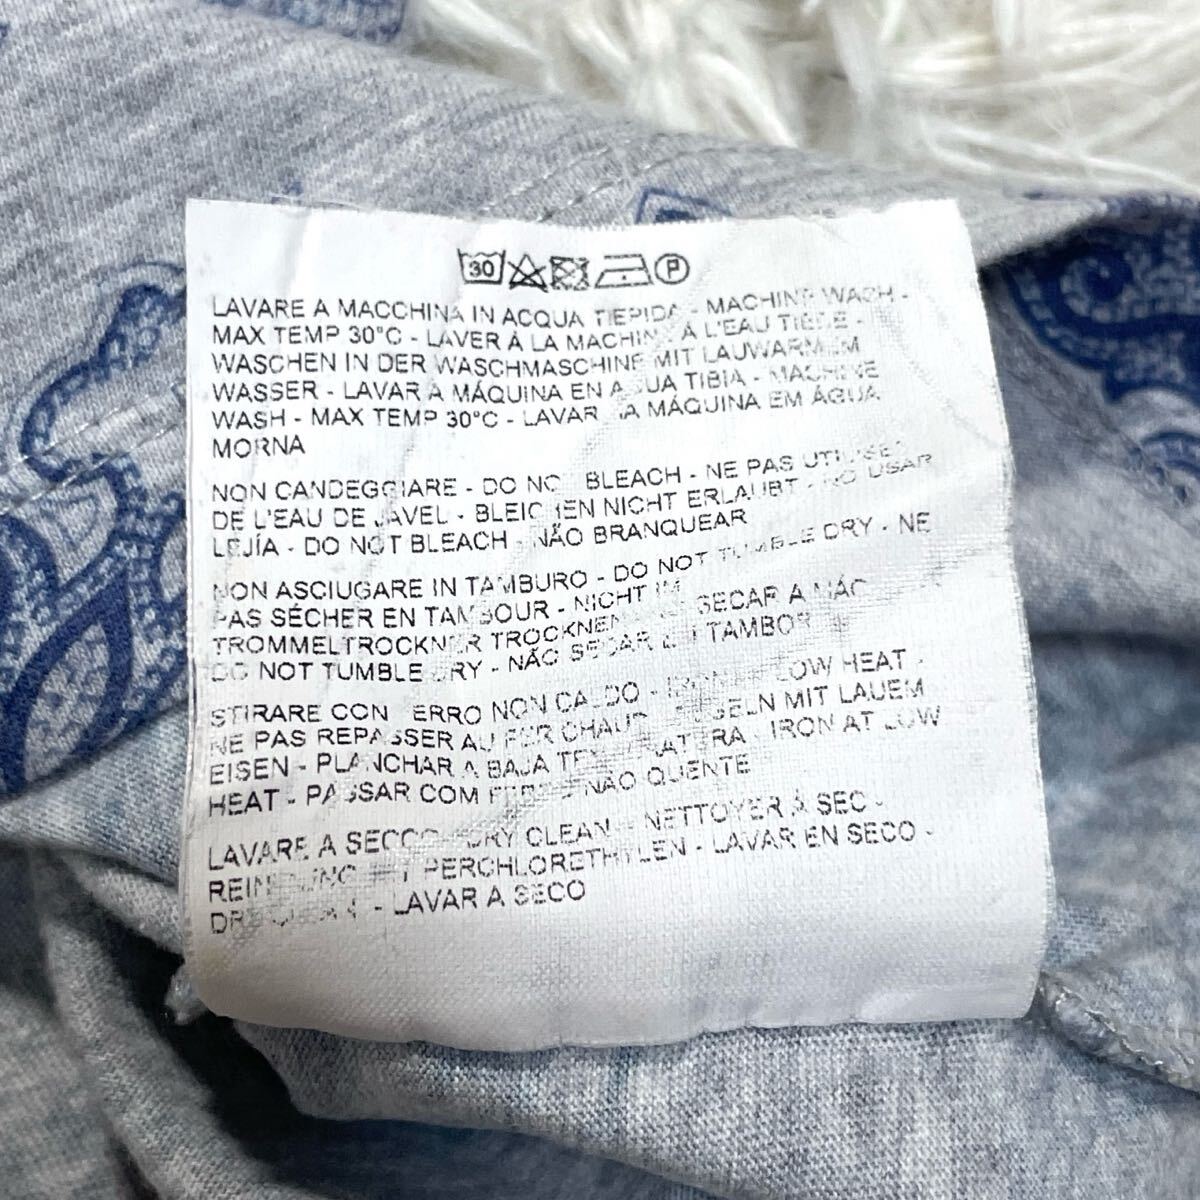 30 P
LAVARE A MACCHINA IN ACQUA TIEPIDA - MACHINE WASH -
MAX TEMP 30°C - LAVER À LA MACHINE À L'EAU TIÈDE -
WASCHEN IN DER WASCHMASCHINE MIT LAUWARMEM
WASSER - LAVAR A MÁQUINA EN AGUA TIBIA - MACHINE
WASH - MAX TEMP 30°C - LAVAR NA MÁQUINA EM ÁGUA
MORNA
NON CANDEGGIARE - DO NOT BLEACH - NE PAS UTILISER
DE L'EAU DE JAVEL - BLEICHEN NICHT ERLAUBT - NO USAR
LEJÍA - DO NOT BLEACH - NÃO BRANQUEAR
NON ASCIUGARE IN TAMBURO - DO NOT TUMBLE DRY - NE
PAS SÉCHER EN TAMBOUR - NICHT IM
TROMMELTROCKNER TROCKNEN SECAR A
DO NOT TUMBLE DRY - NÃO SECAR EM TAMBOR
STIRARE CON FERRO NON CALDO - IRON LOW HEAT -
NE PAS REPASSER AU FER CHAUD - BÜGELN MIT LAUEM
EISEN - PLANCHAR A BAJA TEMPERATURA - IRON AT LOW
HEAT - PASSAR COM FERRO NÃO QUENTE
LAVARE A SECCO - DRY CLEAN - NETTOYER À SEC -
REINIGUNG MIT PERCHLORETHYLEN - LAVAR EN SECO -
DRY CLEAN - LAVAR A SECO